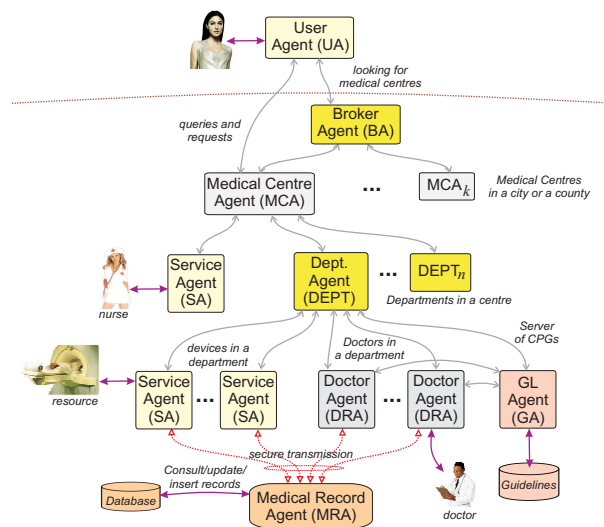 User
Agent (UA)
looking for
medical centres
Broker
Agent (BA)
queries and
requests
Medical Centre
Agent (MCA)
...
MCAk
Medical Centres
in a city or a county
Service
Agent (SA)
nurse
Dept.
Agent
(DEPT)
...
DEPTn
Departments in a centre
devices in a
department
Doctors in
a department
Server
of CPGs
resource
Service
Agent
(SA)
...
Service
Agent
(SA)
Doctor
Agent
(DRA)
...
Doctor
Agent
(DRA)
GL
Agent
(GA)
secure transmission
Consult/update/
insert records
Database
Medical Record
Agent (MRA)
doctor
Guidelines